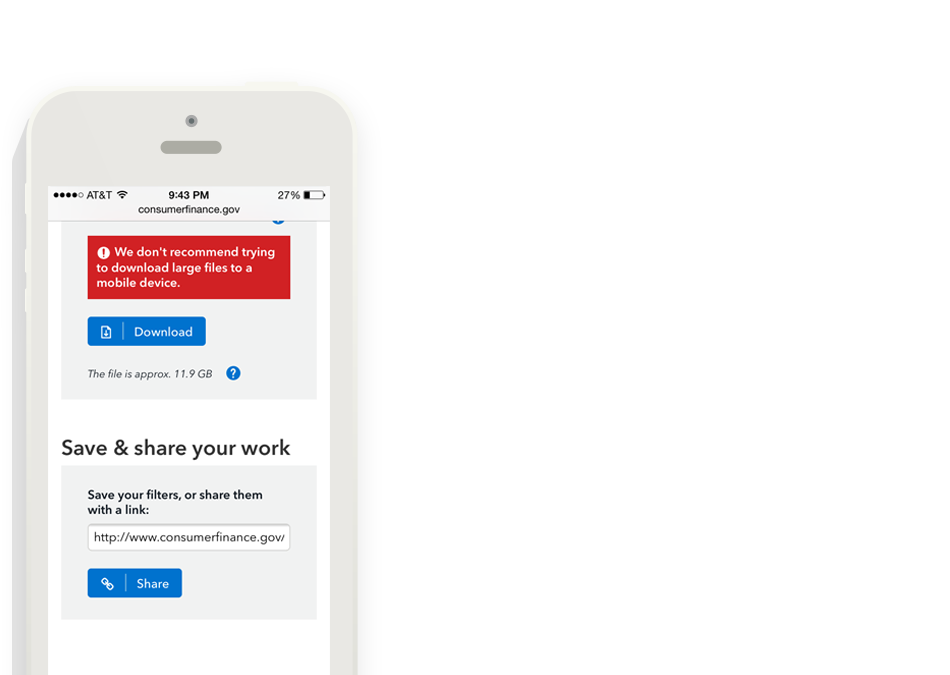 AT&T 9:43 PM 27%
consumerfinance.gov
We don't recommend trying
to download large files to a
mobile device.
Download
The file is approx. 11.9 GB ?
Save & share your work
Save your filters, or share them
with a link:
http://www.consumerfinance.gov/
Share